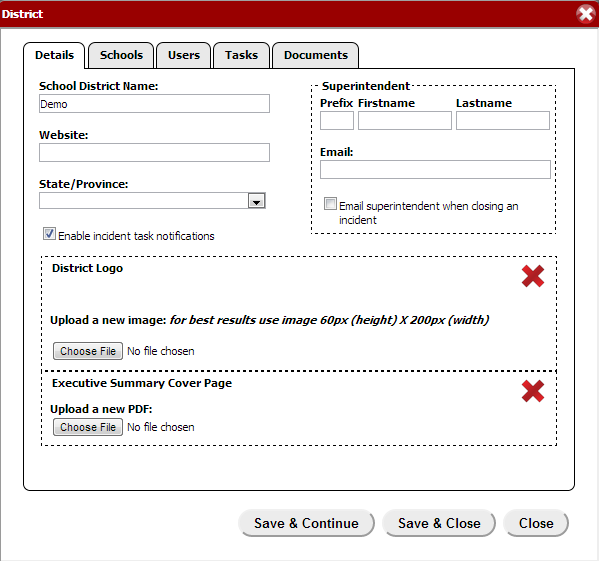 District
Details Schools Users Tasks Documents
School District Name:
Demo
Website:
State/Province:
Enable incident task notifications
Superintendent
Prefix Firstname Lastname
Email:
Email superintendent when closing an
incident
District Logo
Upload a new image: for best results use image 60px (height) X 200px (width)
Choose File No file chosen
Executive Summary Cover Page
Upload a new PDF:
Choose File No file chosen
Save & Continue Save & Close Close